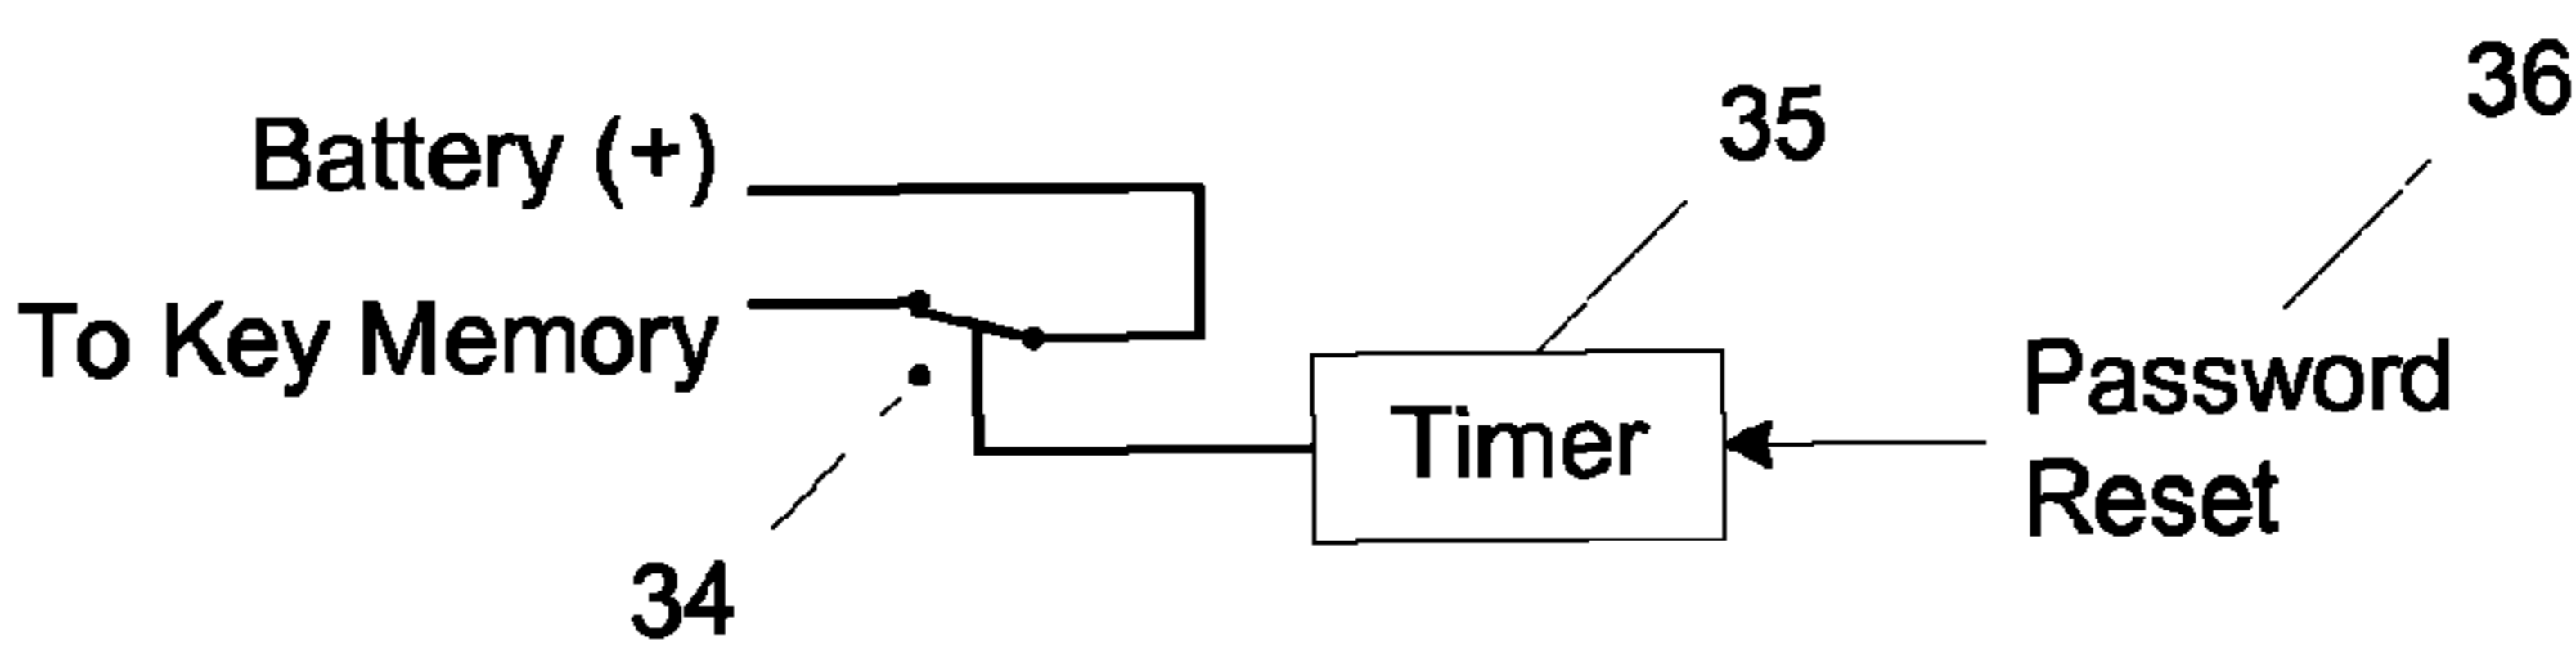 36
35
Battery (+)
To Key Memory
Timer
Password
Reset
34